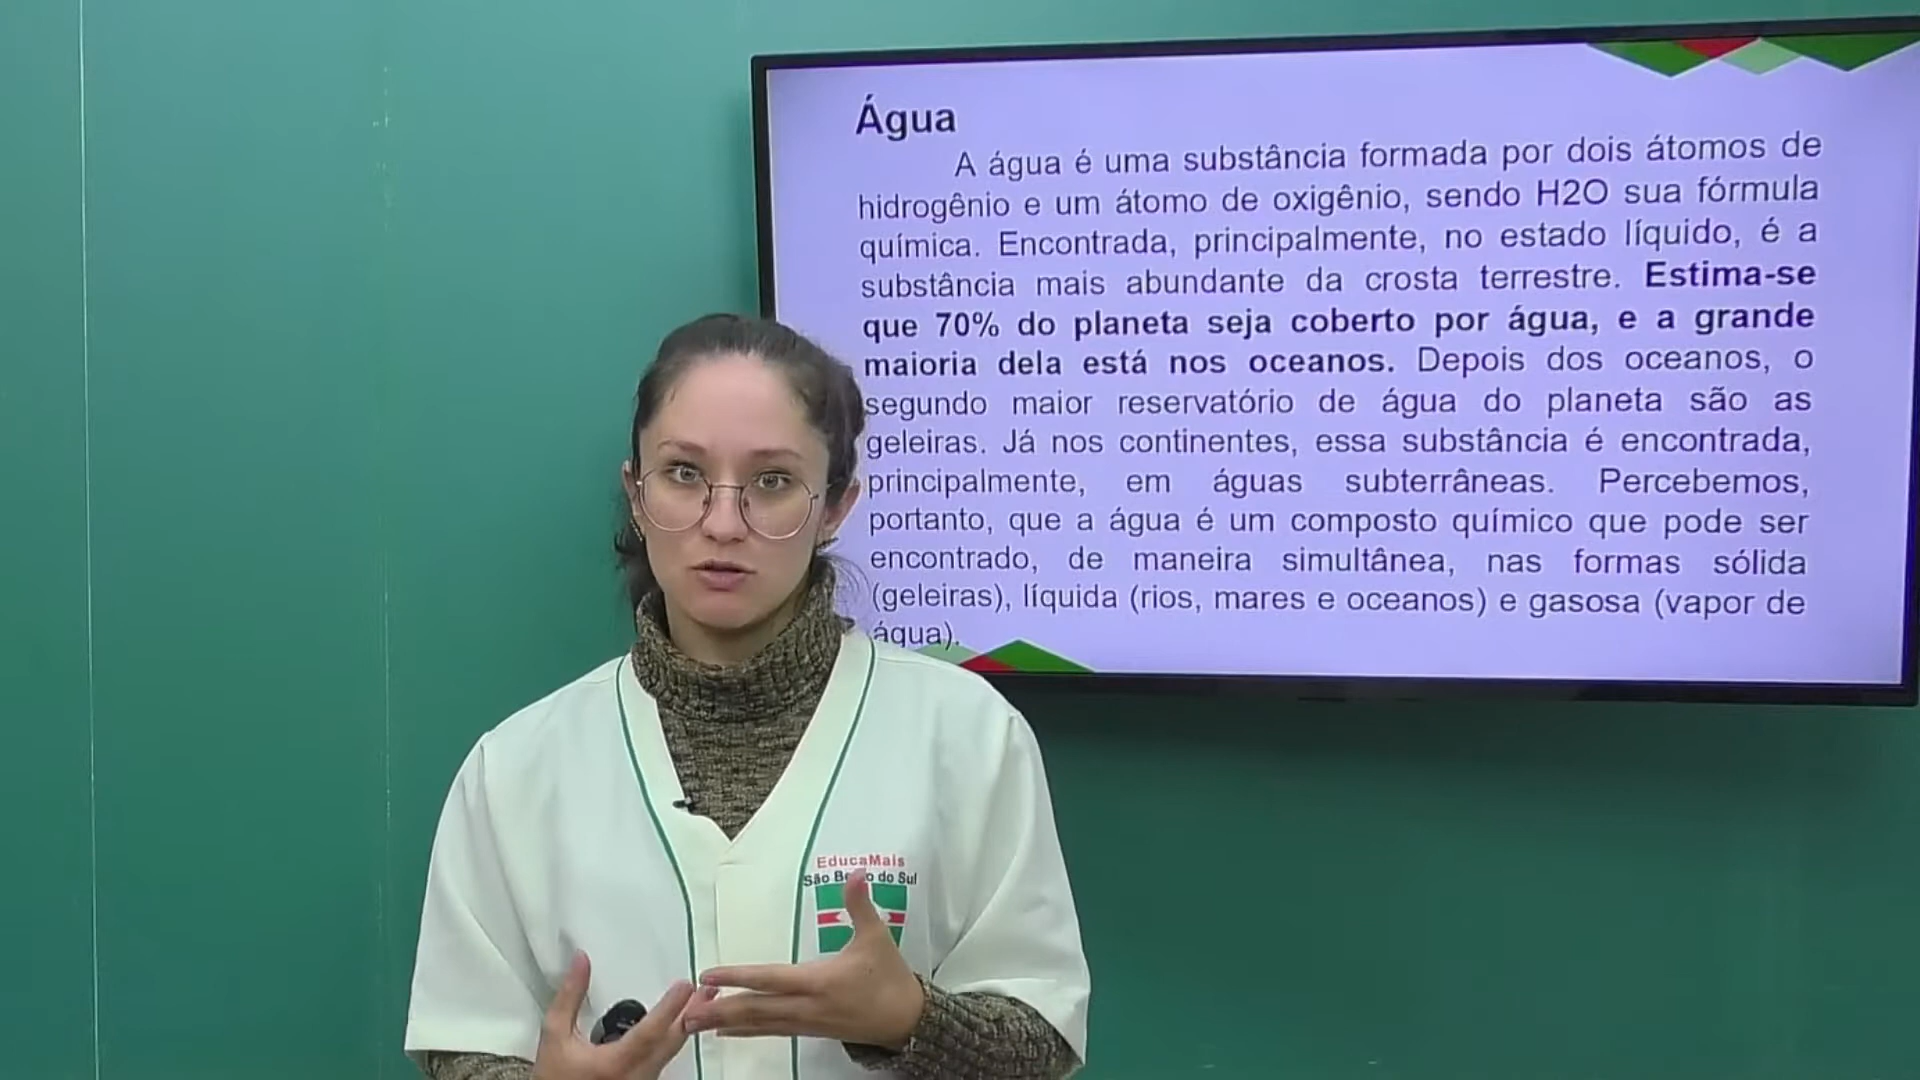 Água
A água é uma substância formada por dois átomos de
hidrogênio e um átomo de oxigênio, sendo H2O sua fórmula
química. Encontrada, principalmente, no estado líquido, é a
substância mais abundante da crosta terrestre. Estima-se
que 70% do planeta seja coberto por água, e a grande
maioria dela está nos oceanos. Depois dos oceanos, o
segundo maior reservatório de água do planeta são as
geleiras. Já nos continentes, essa substância é encontrada,
principalmente, em águas subterrâneas. Percebemos,
portanto, que a água é um composto químico que pode ser
encontrado, de maneira simultânea, nas formas sólida
(geleiras), líquida (rios, mares e oceanos) e gasosa (vapor de
água).
EducaMais
São do Sul